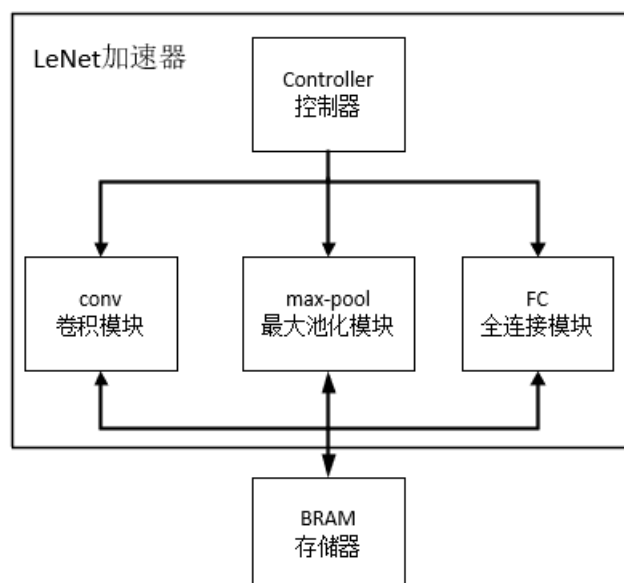 LeNet加速器
Controller
控制器
conv
卷积模块
max-pool
最大池化模块
FC
全连接模块
BRAM
存储器